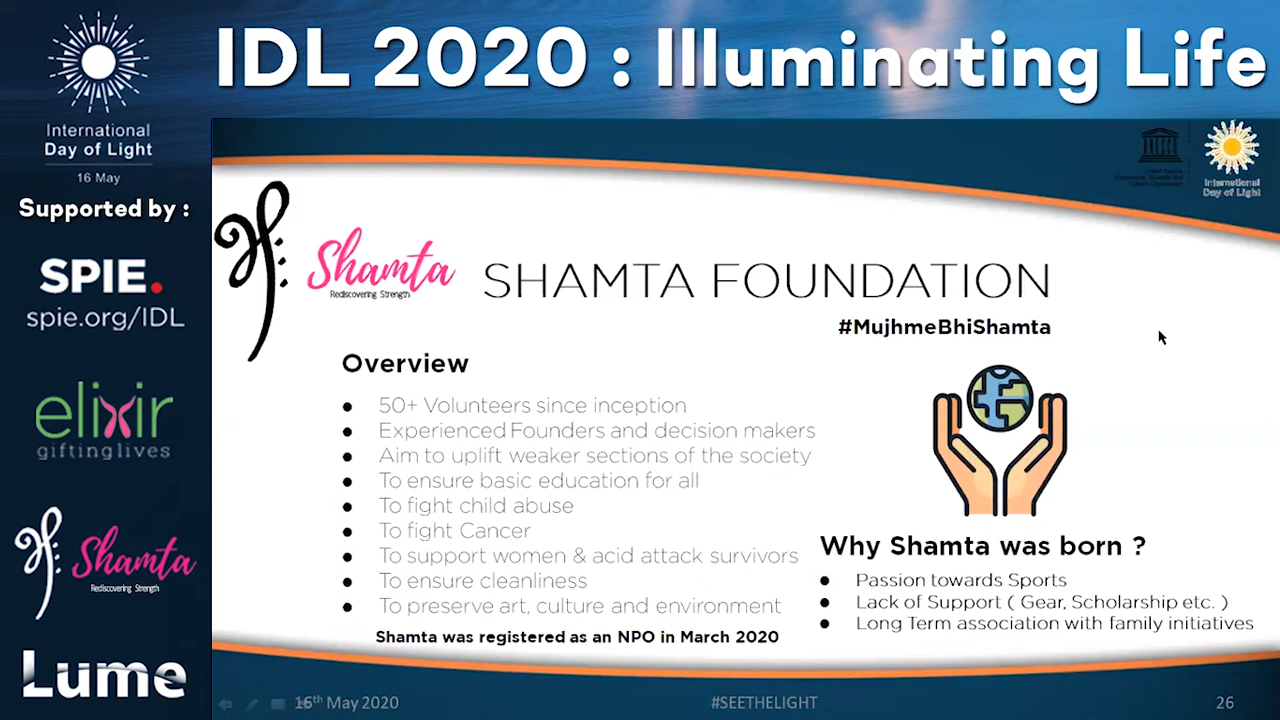 IDL 2020 : Illuminating Life
International
Day of Light
16 May
Supported by :
SPIE.
spie.org/IDL
elixir
giftinglives
Shamta
Rediscovering Strength
Lume
International
Day of Light
Shamta
Rediscovering Strength
SHAMTA FOUNDATION
#MujhmeBhiShamta
Overview
● 50+ Volunteers since inception
● Experienced Founders and decision makers
● Aim to uplift weaker sections of the society
● To ensure basic education for all
● To fight child abuse
● To fight Cancer
● To support women & acid attack survivors
● To ensure cleanliness
● To preserve art, culture and environment
Shamta was registered as an NPO in March 2020
Why Shamta was born ?
● Passion towards Sports
● Lack of Support ( Gear, Scholarship etc. )
● Long Term association with family initiatives
16th May 2020
#SEETHELIGHT
26